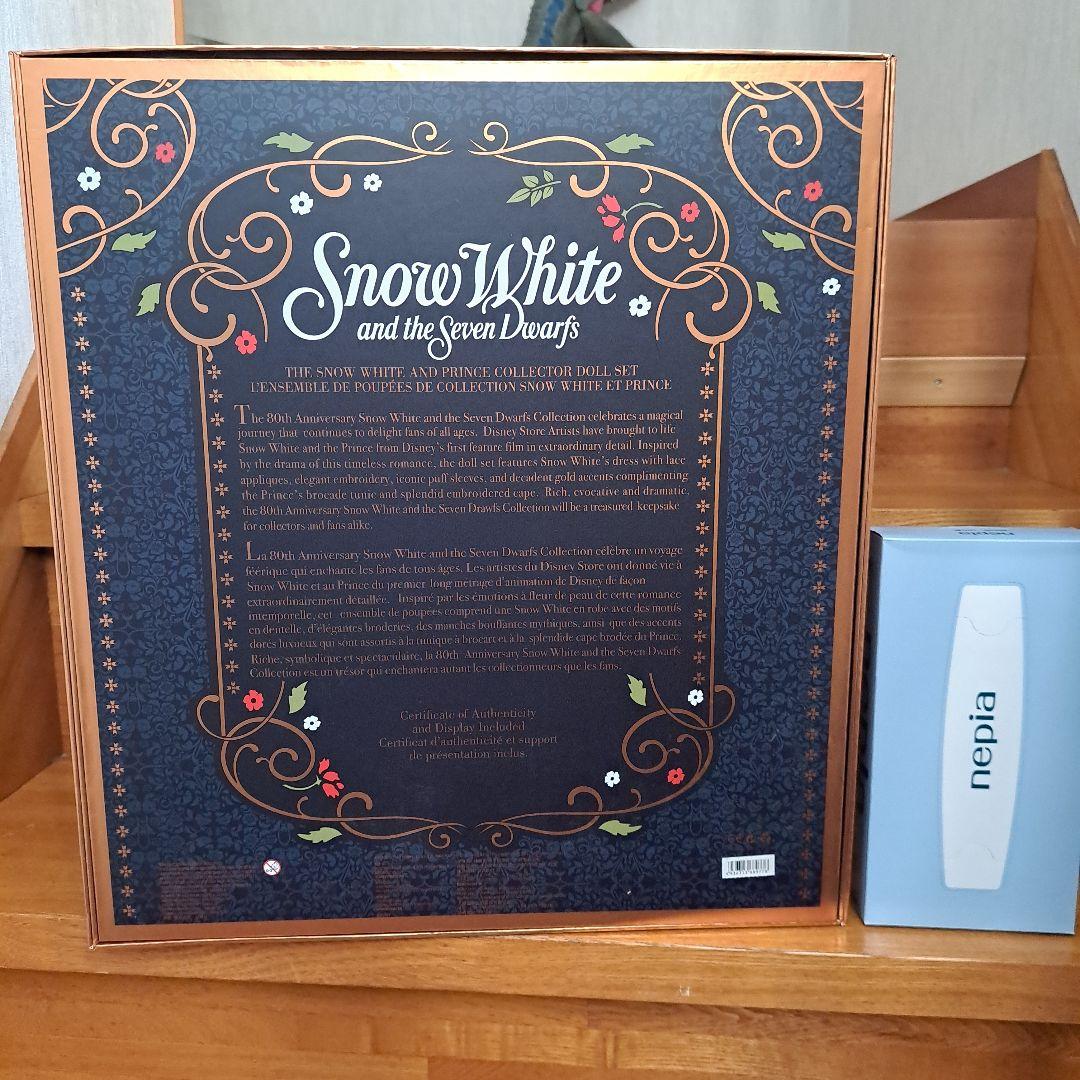 Snow White
and the Seven Dwarfs
THE SNOW WHITE AND PRINCE COLLECTOR DOLL SET
L'ENSEMBLE DE POUPÉES DE COLLECTION SNOW WHITE ET PRINCE
The 80th Anniversary Snow White and the Seven Dwarfs Collection celebrates a magical
journey that continues to delight fans of all ages. Disney Store Artists have brought to life
Snow White and the Prince from Disney's first feature film in extraordinary detail. Inspired
by the drama of this timeless romance, the doll set features Snow White's dress with lace
appliques, elegant embroidery, iconic puff sleeves, and decadent gold accents complimenting
the Prince's brocade tunic and splendid embroidered cape. Rich, evocative and dramatic,
the 80th Anniversary Snow White and the Seven Drawfs Collection will be a treasured keepsake
for collectors and fans alike.
La 80th Anniversary Snow White and the Seven Dwarfs Collection célèbre un voyage
féérique qui enchante les fans de tous âges. Les artistes du Disney Store ont donné vie à
Snow White et au Prince du premier long métrage d'animation de Disney de façon
extraordinairement détaillée. Inspiré par les émotions à fleur de peau de cette romance
intemporelle, cet ensemble de poupées comprend une Snow White en robe avec des motifs
en dentelle, d'élégantes broderies, des manches bouffantes mythiques, ainsi que des accents
dorés luxueux qui sont assortis à la tunique à brocart et à la splendide cape brodée du Prince.
Riche, symbolique et spectaculaire, la 80th Anniversary Snow White and the Seven Dwarfs
Collection est un trésor qui enchantera autant les collectionneurs que les fans.
Certificate of Authenticity
and Display Included
Certificat d'authenticité et support
de présentation inclus.
nepia
nepia